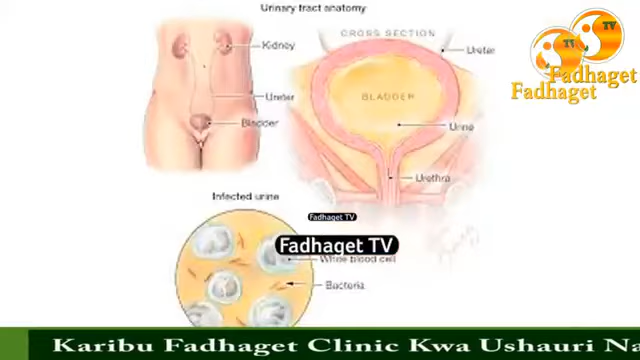 Urinary tract anatomy
CROSS SECTION
Kidney
Ureter
Bladder
Ureter
BLADDER
Urine
Urethra
Infected urine
White blood cell
Bacteria
Fadhaget TV
Fadhaget TV
TV
TV
Fadhaget
Fadhaget
Karibu Fadhaget Clinic Kwa Ushauri Na